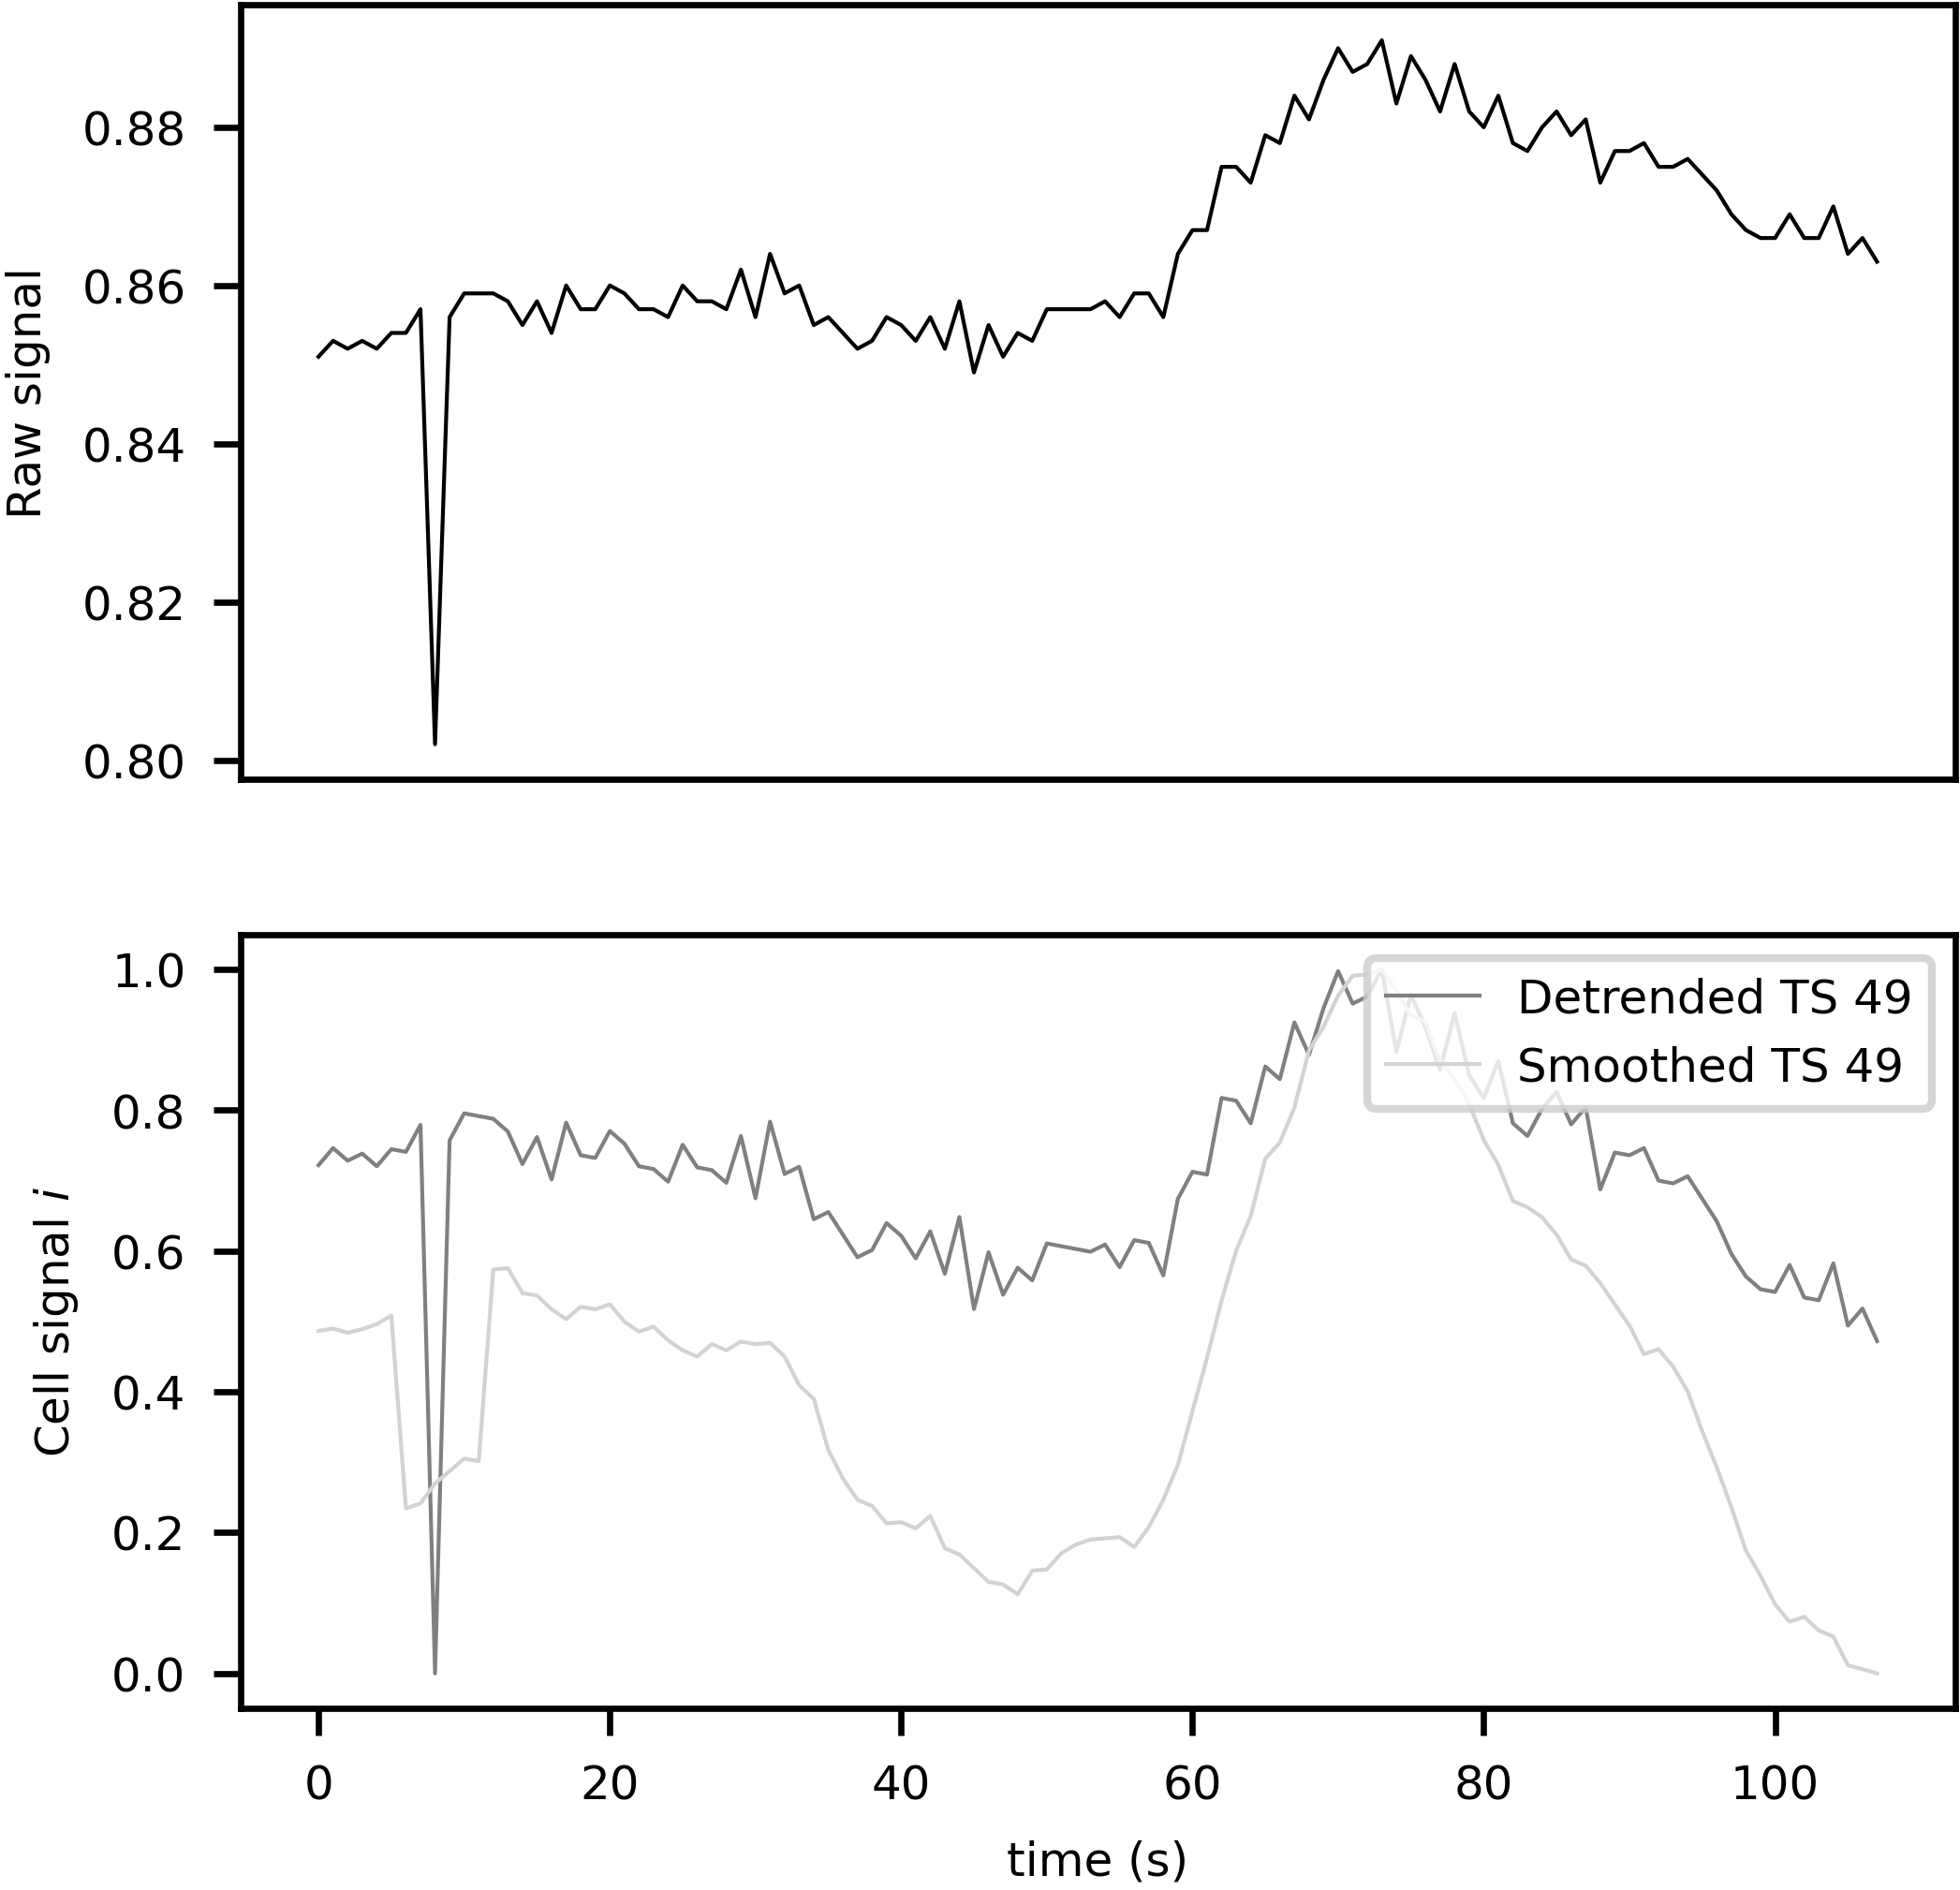 Raw signal
0.88
0.86
0.84
0.82
0.80
Cell signal i
1.0
0.8
0.6
0.4
0.2
0.0
Detrended TS 49
Smoothed TS 49
0 20 40 60 80 100
time (s)